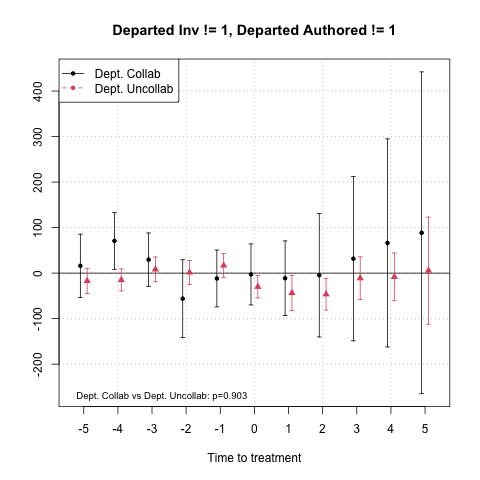 Departed Inv != 1, Departed Authored != 1
Dept. Collab
Dept. Uncollab
400
300
200
100
0
-100
-200
Dept. Collab vs Dept. Uncollab: p=0.903
-5 -4 -3 -2 -1 0 1 2 3 4 5
Time to treatment